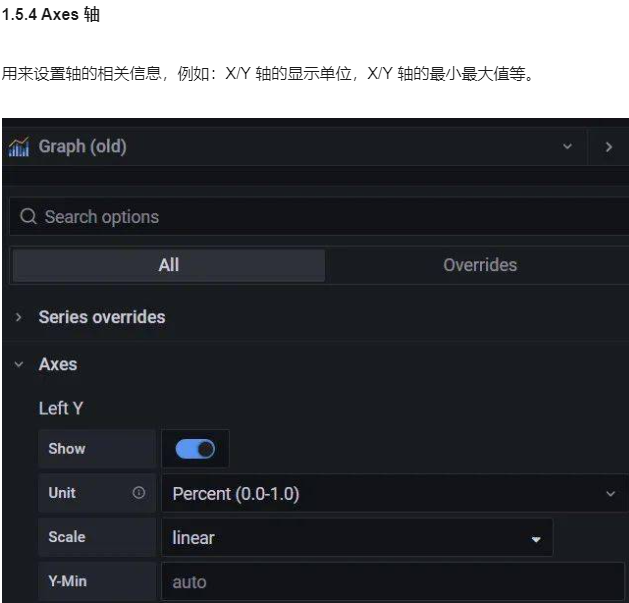 1.5.4 Axes 轴
用来设置轴的相关信息，例如：X/Y 轴的显示单位，X/Y 轴的最小最大值等。
Graph (old)
Search options
All Overrides
Series overrides
Axes
Left Y
Show
Unit Percent (0.0-1.0)
Scale linear
Y-Min auto